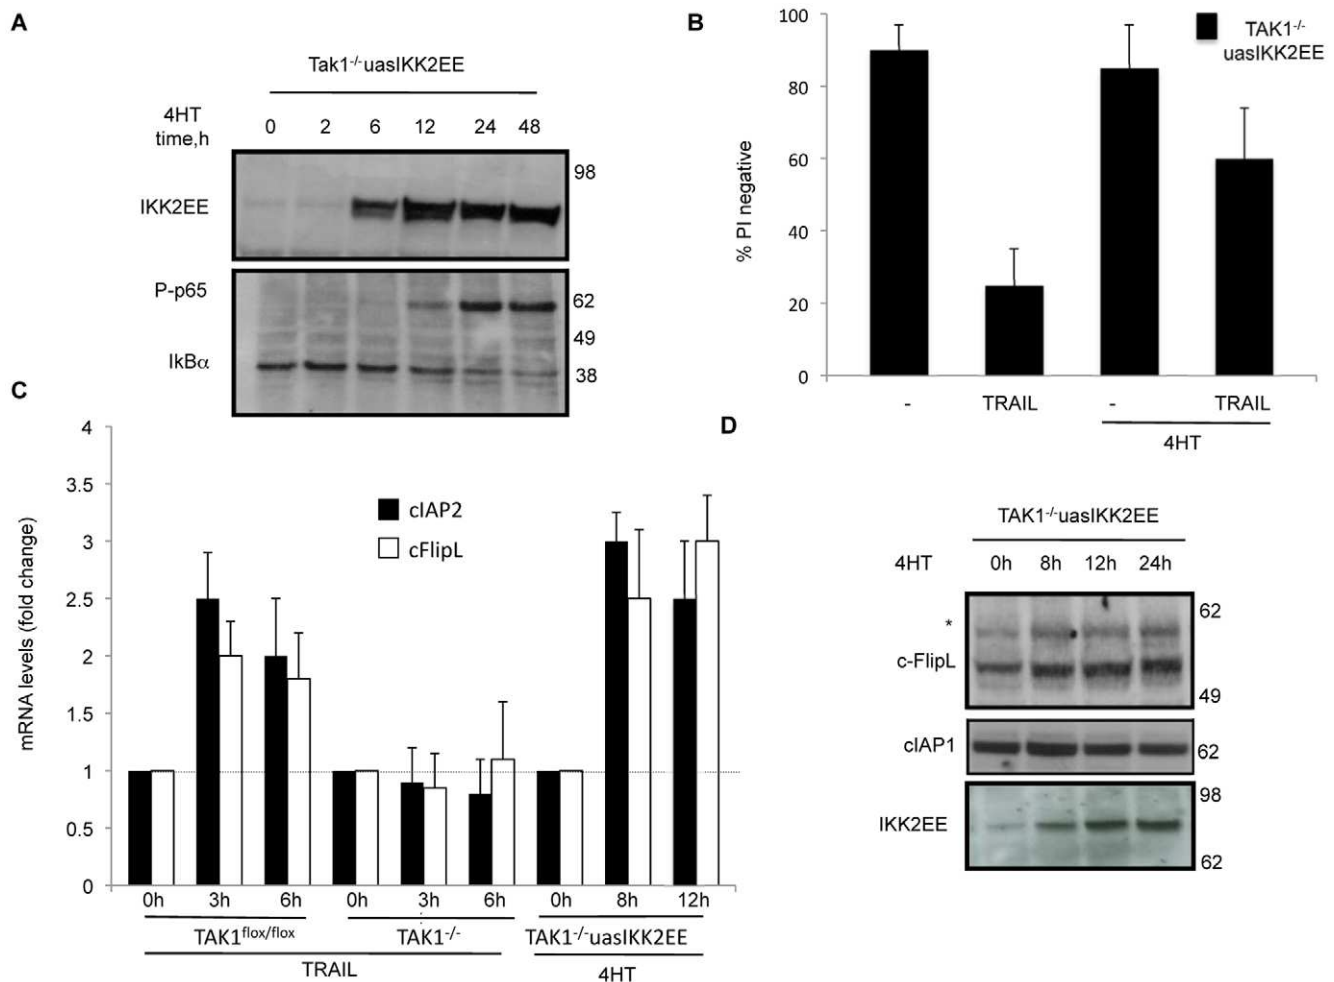 A
Tak1-/-uasIKK2EE
4HT
time,h
0 2 6 12 24 48
98
IKK2EE
P-p65
62
49
IkBα
38
B
100
80
60
40
20
0
% PI negative
TAK1-/-
uasIKK2EE
- TRAIL - TRAIL
4HT
C
4
3.5
3
2.5
2
1.5
1
0.5
0
mRNA levels (fold change)
cIAP2
cFlipL
0h 3h 6h 0h 3h 6h 0h 8h 12h
TAK1flox/flox TAK1-/- TAK1-/-uasIKK2EE
TRAIL
4HT
D
TAK1-/-uasIKK2EE
4HT 0h 8h 12h 24h
62
*
c-FlipL
49
cIAP1
62
98
IKK2EE
62